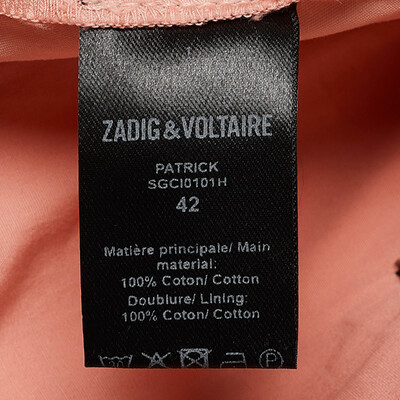 ZADIG&VOLTAIRE
PATRICK
SGCI0101H
42
Matière principale/ Main
material:
100% Coton/ Cotton
Doublure/ Lining:
100% Coton/ Cotton
P